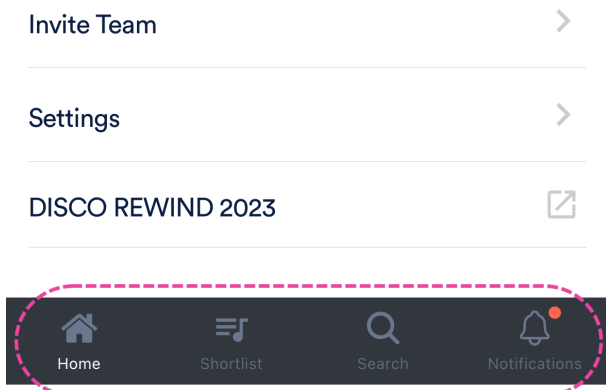 Invite Team
Settings
DISCO REWIND 2023
Home
Shortlist
Search
Notifications